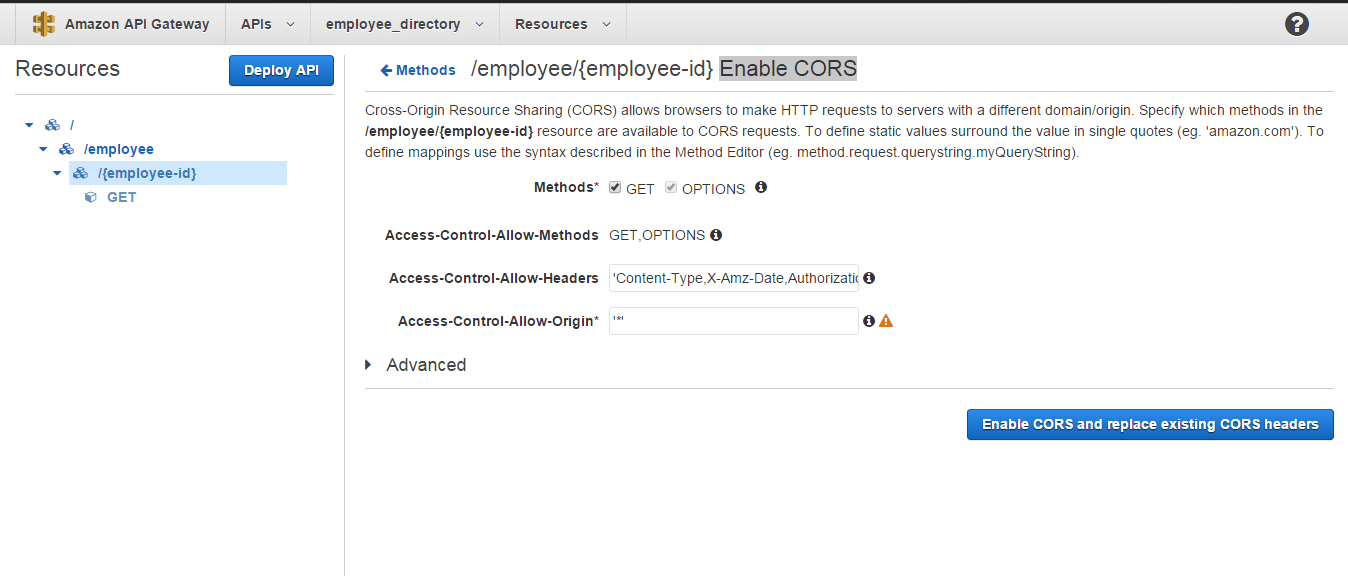 Amazon API Gateway APIs employee_directory Resources ?
Resources
Deploy API
/
/employee
/{employee-id}
GET
Methods /employee/{employee-id} Enable CORS
Cross-Origin Resource Sharing (CORS) allows browsers to make HTTP requests to servers with a different domain/origin. Specify which methods in the
/employee/{employee-id} resource are available to CORS requests. To define static values surround the value in single quotes (eg. 'amazon.com'). To
define mappings use the syntax described in the Method Editor (eg. method.request.querystring.myQueryString).
Methods* GET OPTIONS
Access-Control-Allow-Methods GET,OPTIONS
Access-Control-Allow-Headers 'Content-Type,X-Amz-Date,Authorizatio
Access-Control-Allow-Origin* '*'
Advanced
Enable CORS and replace existing CORS headers